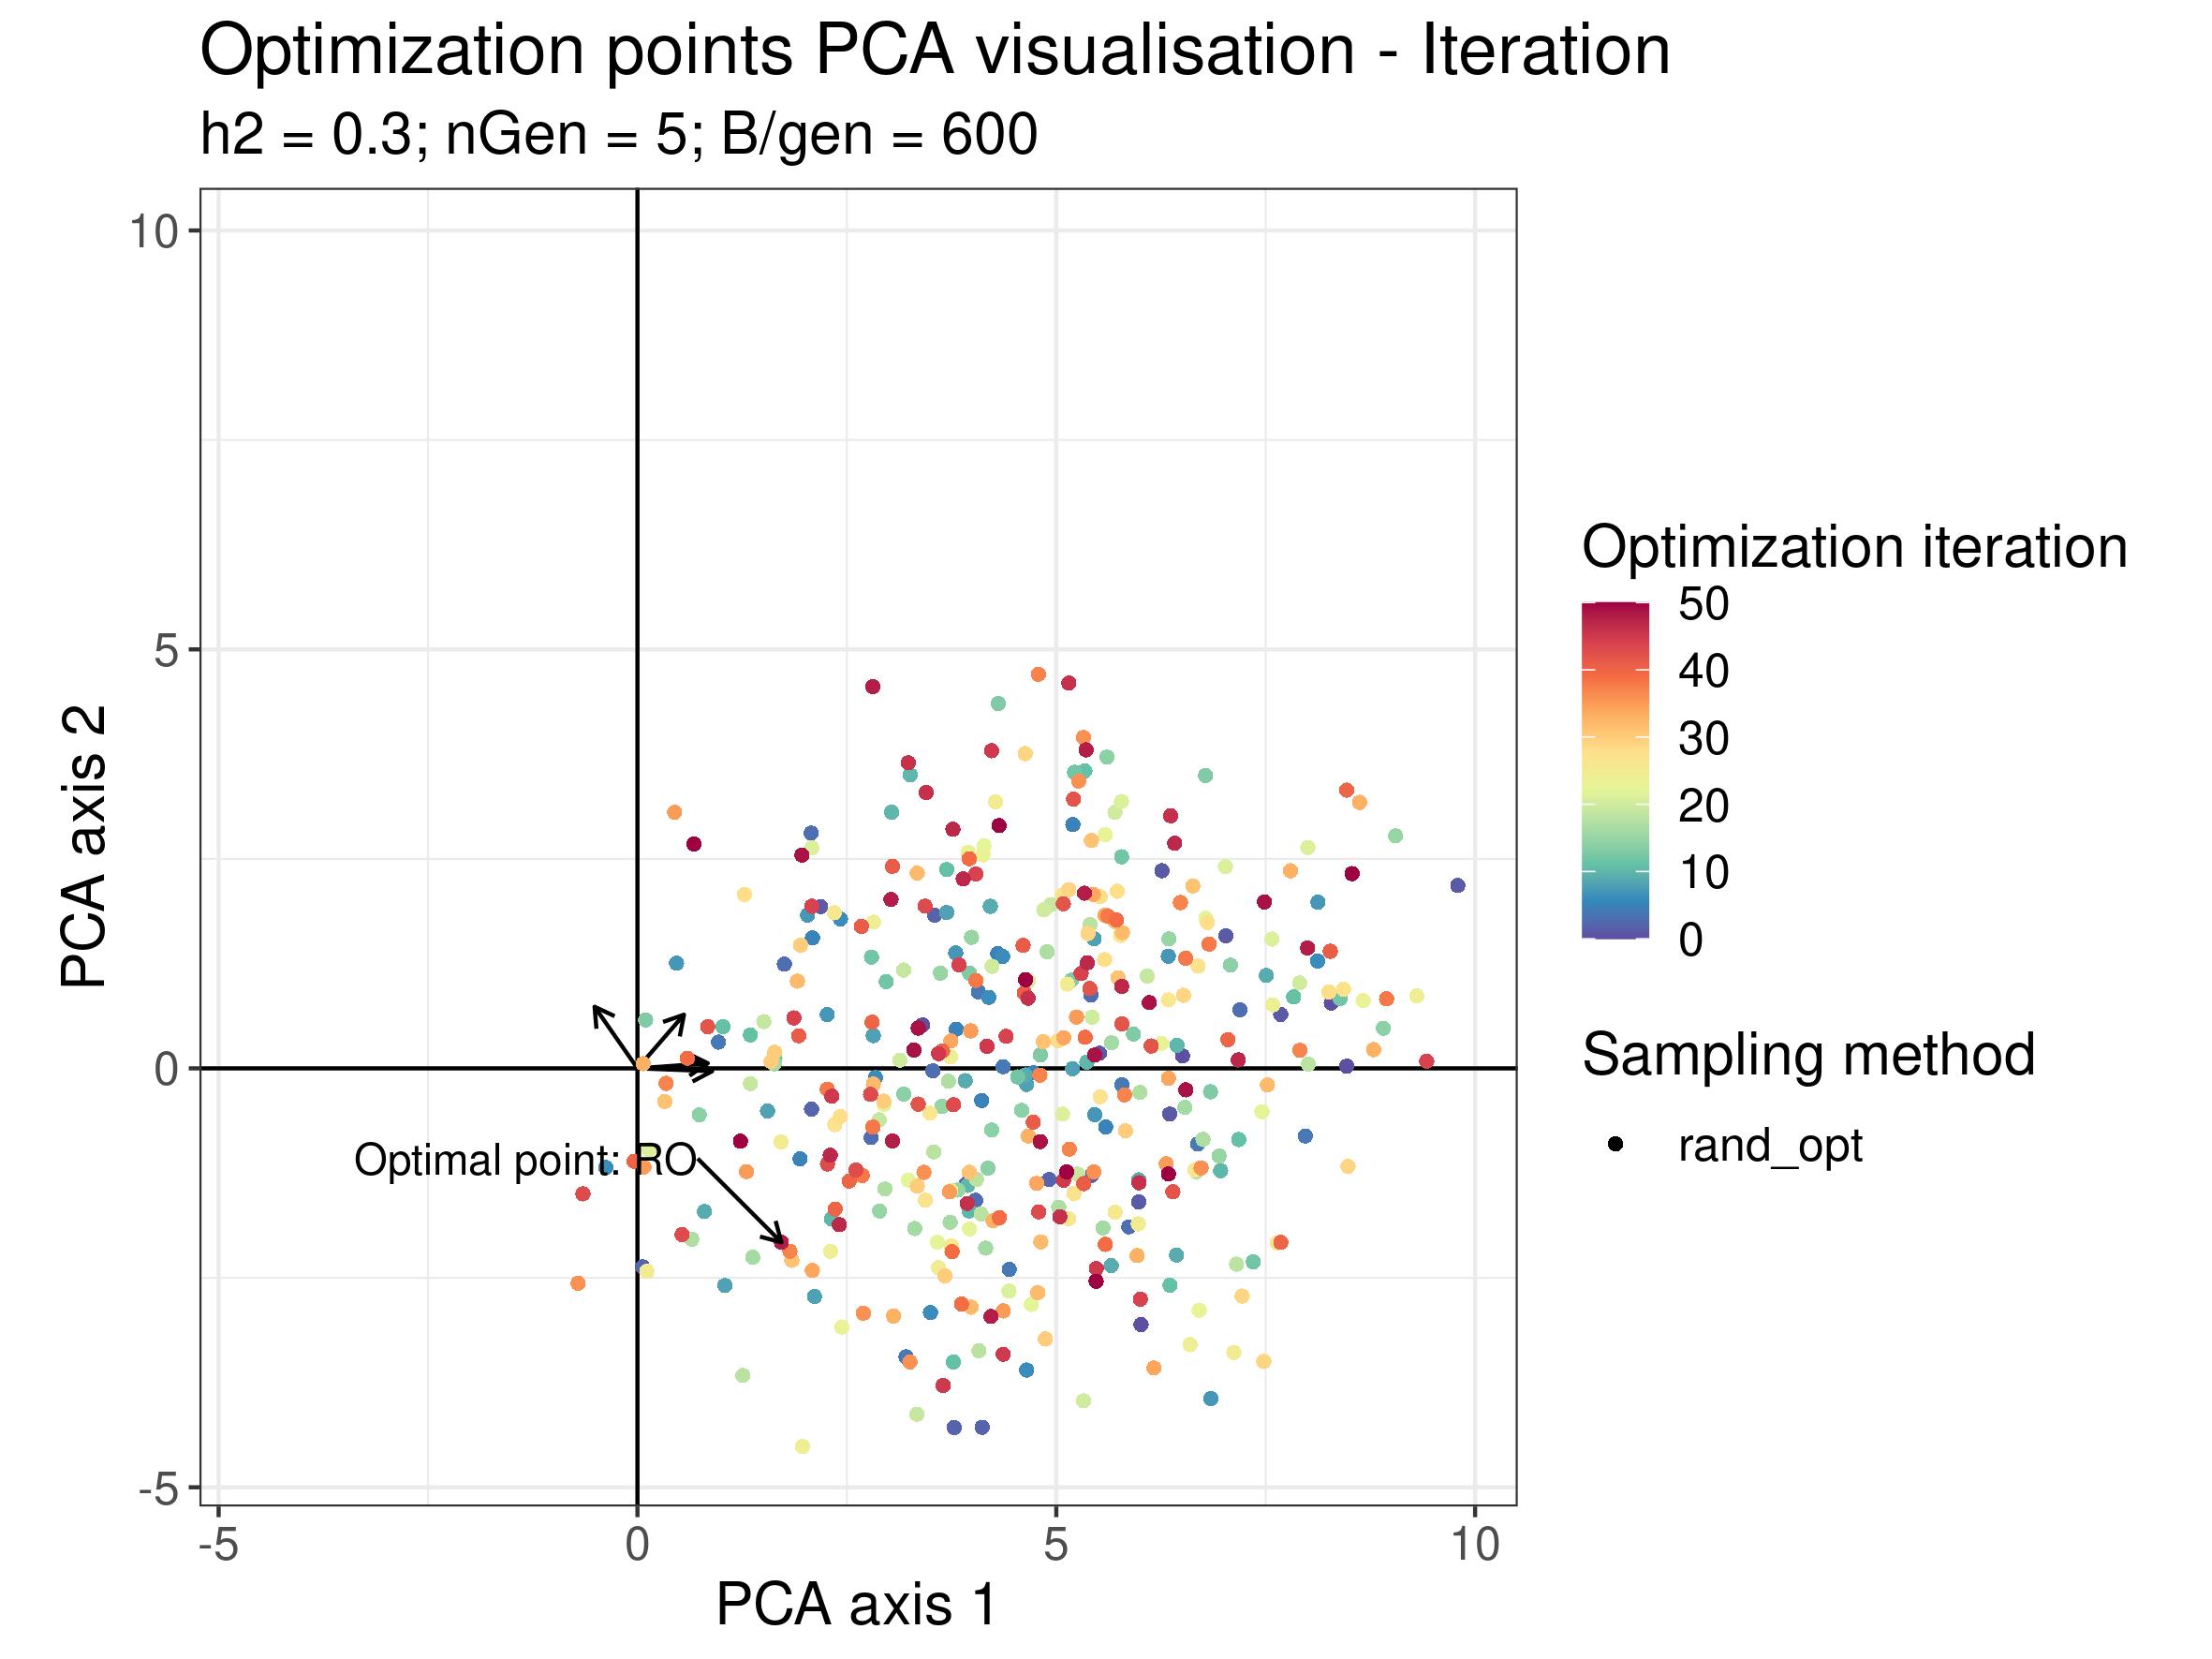 Optimization points PCA visualisation - Iteration
h2 = 0.3; nGen = 5; B/gen = 600
10
5
0
-5
PCA axis 2
Optimal point: RO
-5
0
5
10
PCA axis 1
Optimization iteration
50
40
30
20
10
0
Sampling method
rand_opt